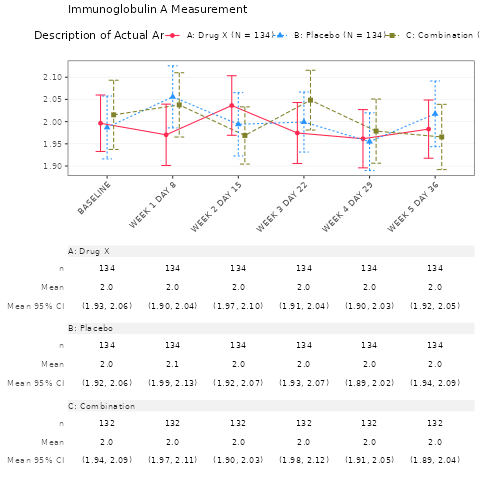 Immunoglobulin A Measurement
Description of Actual Ar A: Drug X (N = 134) B: Placebo (N = 134) C: Combination (
2.10
2.05
2.00
1.95
1.90
BASELINE WEEK 1 DAY 8 WEEK 2 DAY 15 WEEK 3 DAY 22 WEEK 4 DAY 29 WEEK 5 DAY 36
A: Drug X
n 134 134 134 134 134 134
Mean 2.0 2.0 2.0 2.0 2.0 2.0
Mean 95% CI (1.93, 2.06) (1.90, 2.04) (1.97, 2.10) (1.91, 2.04) (1.90, 2.03) (1.92, 2.05)
B: Placebo
n 134 134 134 134 134 134
Mean 2.0 2.1 2.0 2.0 2.0 2.0
Mean 95% CI (1.92, 2.06) (1.99, 2.13) (1.92, 2.07) (1.93, 2.07) (1.89, 2.02) (1.94, 2.09)
C: Combination
n 132 132 132 132 132 132
Mean 2.0 2.0 2.0 2.0 2.0 2.0
Mean 95% CI (1.94, 2.09) (1.97, 2.11) (1.90, 2.03) (1.98, 2.12) (1.91, 2.05) (1.89, 2.04)